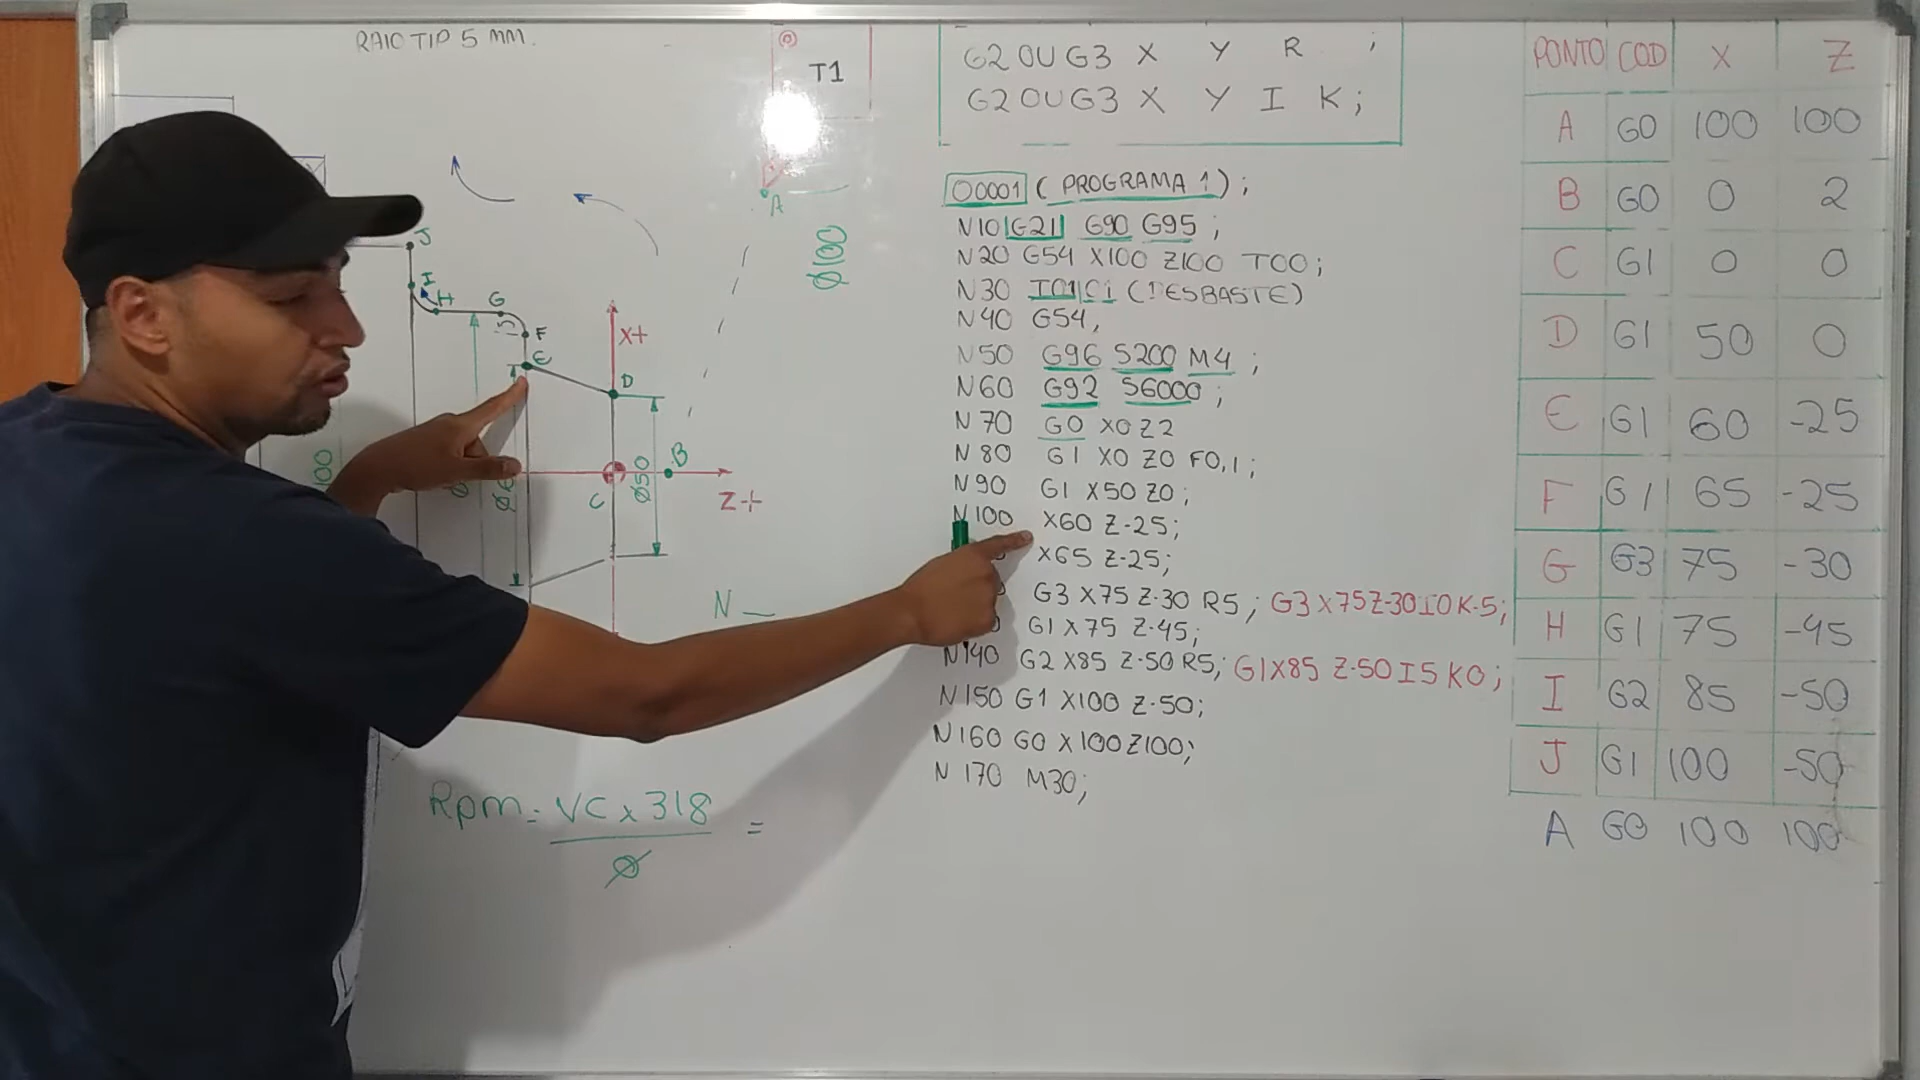 RAIO TIP 5 MM.
T1
A
Ø100
J
I
H
G
F
E
X+
D
B
C
Z+
Ø50
100
N _
Rpm = VC x 318 =
Ø
G2 OU G3 X Y R ;
G2 OU G3 X Y I K ;
O0001 ( PROGRAMA 1 ) ;
N10 G21 G90 G95 ;
N20 G54 X100 Z100 T00 ;
N30 (DESBASTE)
N40 G54,
N50 G96 S200 M4 ;
N60 G92 S6000 ;
N70 G0 X0 Z2
N80 G1 X0 Z0 F0,1 ;
N90 G1 X50 Z0 ;
N100 X60 Z-25 ;
X65 Z-25 ;
G3 X75 Z-30 R5 ; G3 X75 Z-30 I0 K-5 ;
G1 X75 Z-45 ;
N140 G2 X85 Z-50 R5 ; G1 X85 Z-50 I5 K0 ;
N150 G1 X100 Z-50 ;
N160 G0 X100 Z100 ;
N170 M30 ;
PONTO COD X Z
A G0 100 100
B G0 0 2
C G1 0 0
D G1 50 0
E G1 60 -25
F G1 65 -25
G G3 75 -30
H G1 75 -45
I G2 85 -50
J G1 100 -50
A G0 100 100